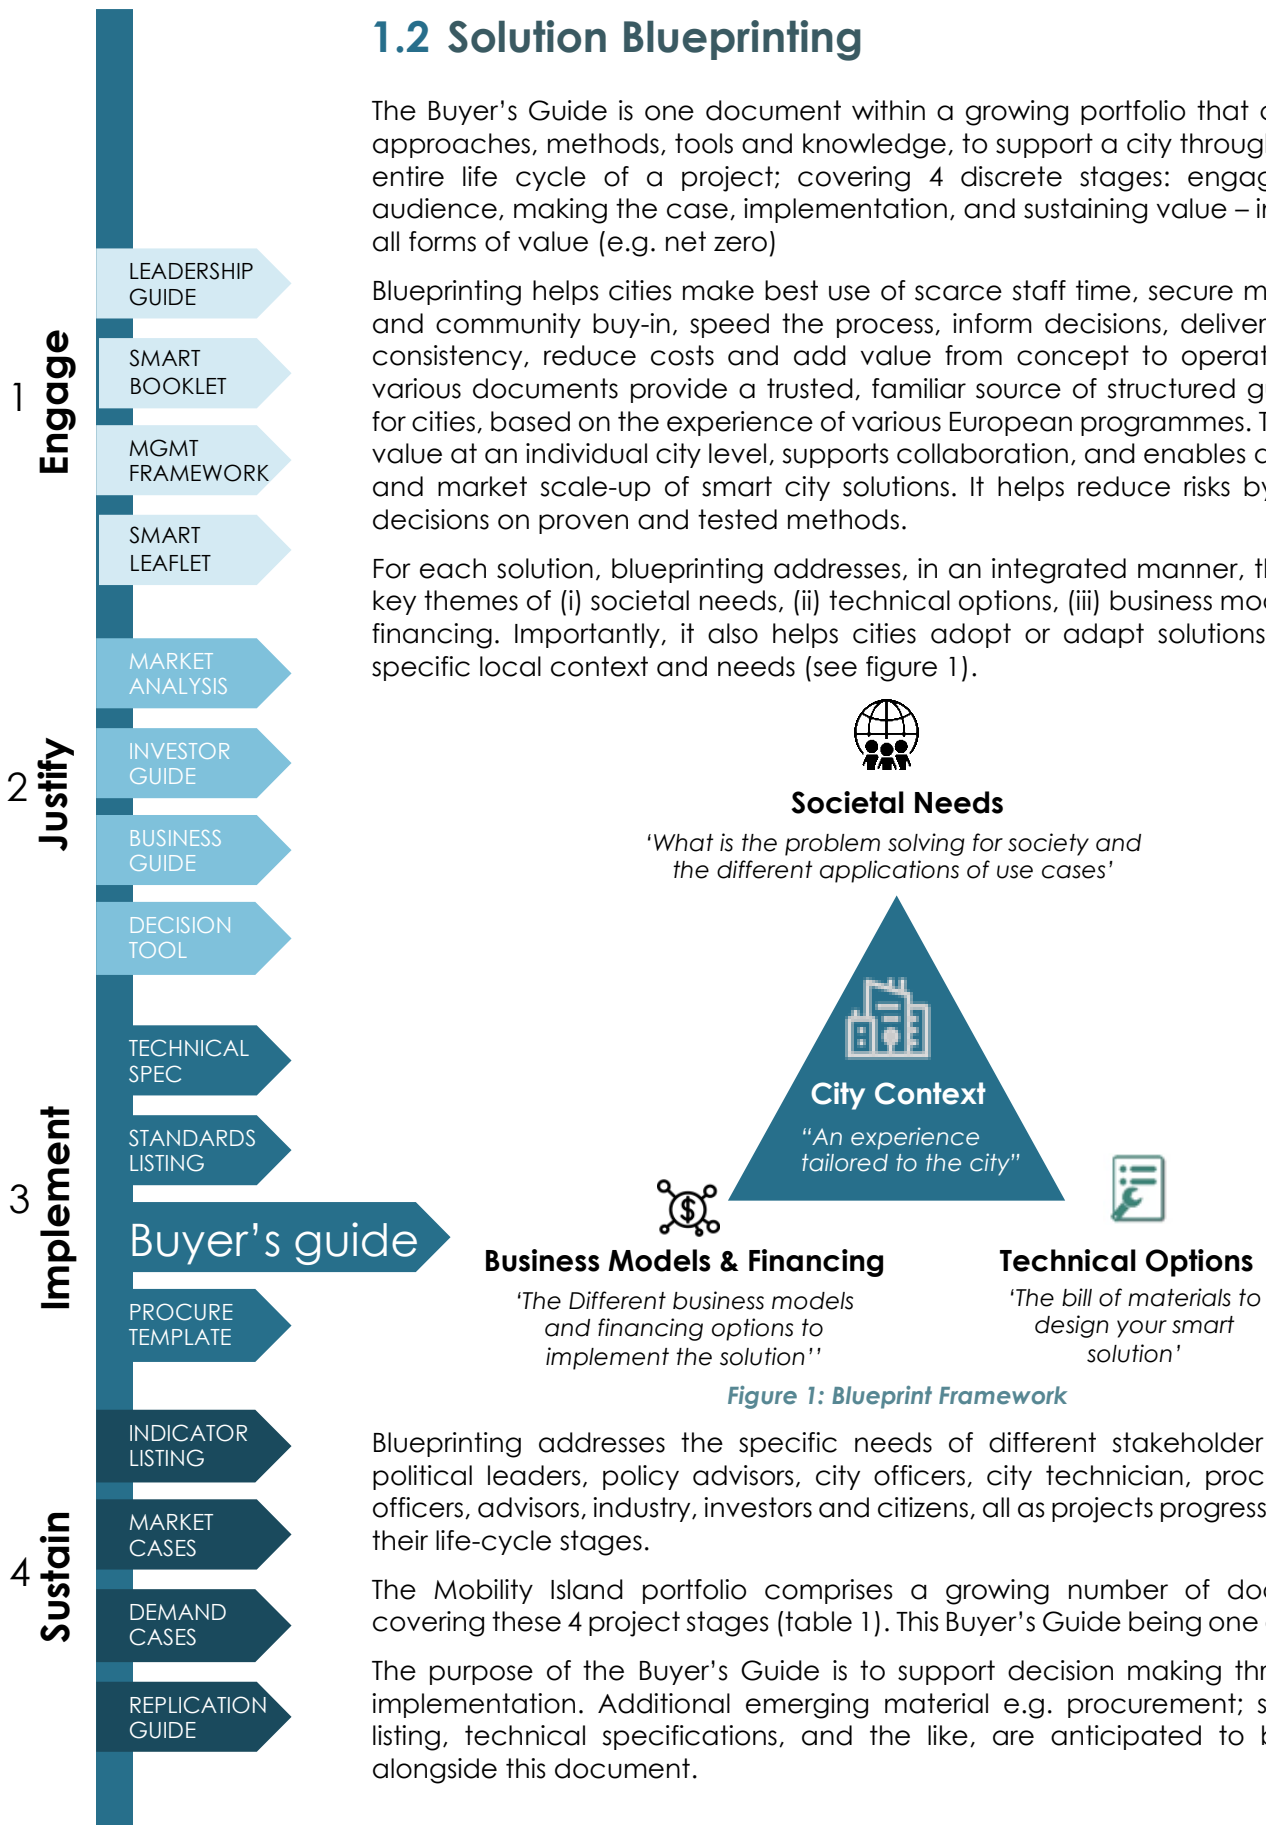 1.2 Solution Blueprinting
The Buyer's Guide is one document within a growing portfolio that
approaches, methods, tools and knowledge, to support a city through
entire life cycle of a project; covering 4 discrete stages:
audience, making the case, implementation, and sustaining value –
all forms of value (e.g. net zero)
Blueprinting helps cities make best use of scarce staff time, secure
and community buy-in, speed the process, inform decisions, deliver
consistency, reduce costs and add value from concept to
various documents provide a trusted, familiar source of structured
for cities, based on the experience of various European programmes.
value at an individual city level, supports collaboration, and enables
and market scale-up of smart city solutions. It helps reduce risks by
decisions on proven and tested methods.
For each solution, blueprinting addresses, in an integrated manner,
key themes of (i) societal needs, (ii) technical options, (iii) business
financing. Importantly, it also helps cities adopt or adapt solutions
specific local context and needs (see figure 1).
1 Engage
LEADERSHIP
GUIDE
SMART
BOOKLET
MGMT
FRAMEWORK
SMART
LEAFLET
2 Justify
MARKET
ANALYSIS
INVESTOR
GUIDE
BUSINESS
GUIDE
DECISION
TOOL
3 Implement
TECHNICAL
SPEC
STANDARDS
LISTING
Buyer's guide
PROCURE
TEMPLATE
4 Sustain
INDICATOR
LISTING
MARKET
CASES
DEMAND
CASES
REPLICATION
GUIDE
Societal Needs
'What is the problem solving for society and
the different applications of use cases'
City Context
"An experience
tailored to the city"
Business Models & Financing
'The Different business models
and financing options to
implement the solution''
Technical Options
'The bill of materials to
design your smart
solution'
Figure 1: Blueprint Framework
Blueprinting addresses the specific needs of different stakeholder
political leaders, policy advisors, city officers, city technician,
officers, advisors, industry, investors and citizens, all as projects progress
their life-cycle stages.
The Mobility Island portfolio comprises a growing number of
covering these 4 project stages (table 1). This Buyer's Guide being one
The purpose of the Buyer's Guide is to support decision making
implementation. Additional emerging material e.g. procurement;
listing, technical specifications, and the like, are anticipated to
alongside this document.